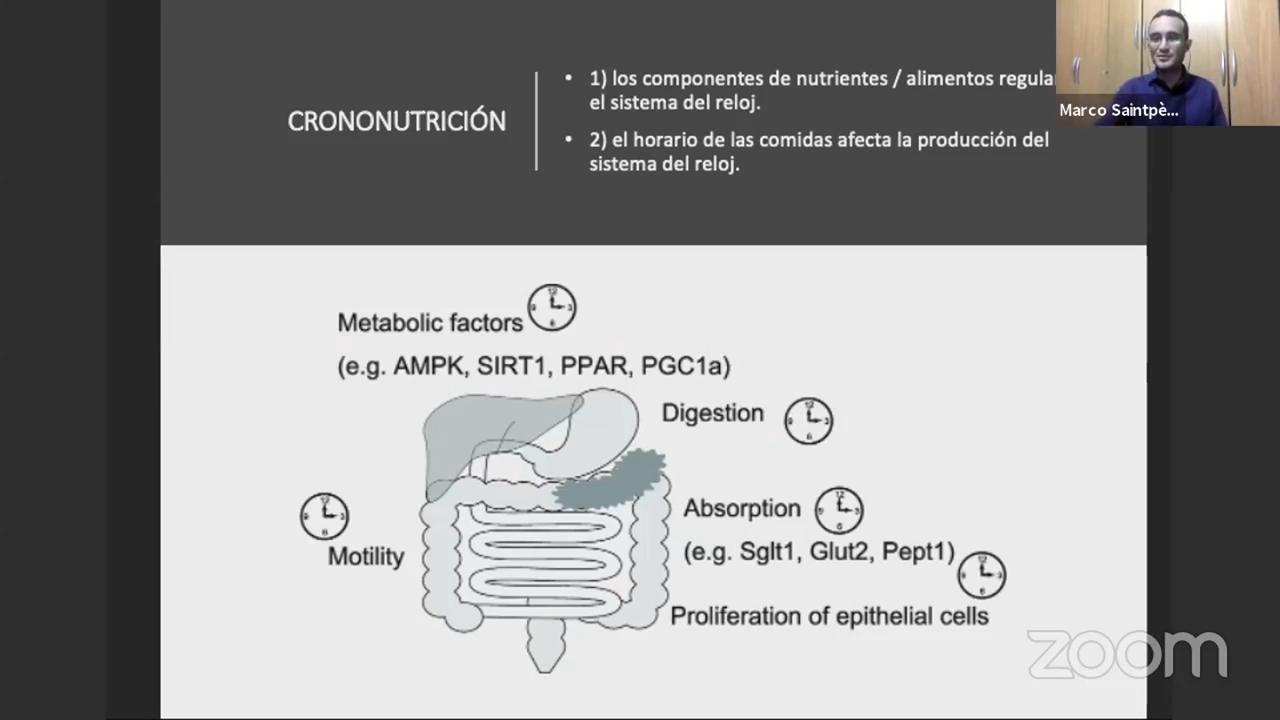 CRONONUTRICIÓN
• 1) los componentes de nutrientes / alimentos regula
el sistema del reloj.
• 2) el horario de las comidas afecta la producción del
sistema del reloj.
Marco Saintpè...
Metabolic factors
(e.g. AMPK, SIRT1, PPAR, PGC1a)
Digestion
Absorption
(e.g. Sglt1, Glut2, Pept1)
Motility
Proliferation of epithelial cells
zoom